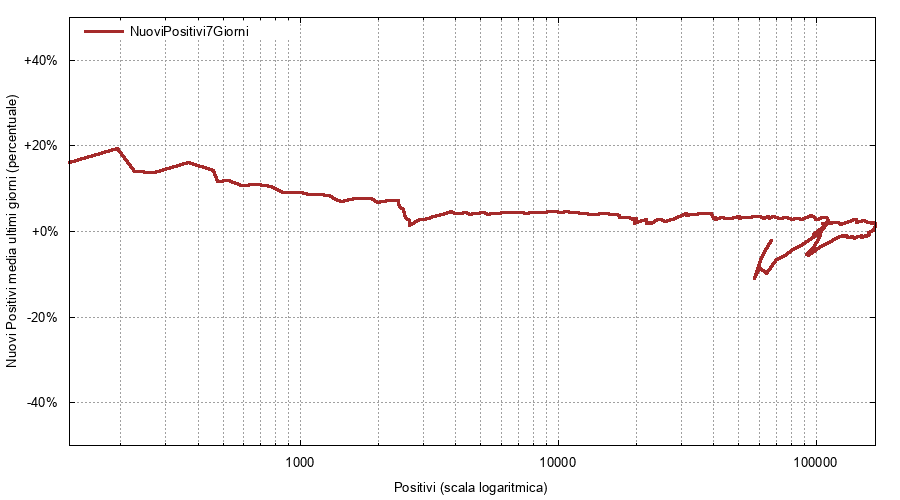 NuoviPositivi7Giorni
+40%
+20%
+0%
-20%
-40%
Nuovi Positivi media ultimi giorni (percentuale)
1000
10000
100000
Positivi (scala logaritmica)